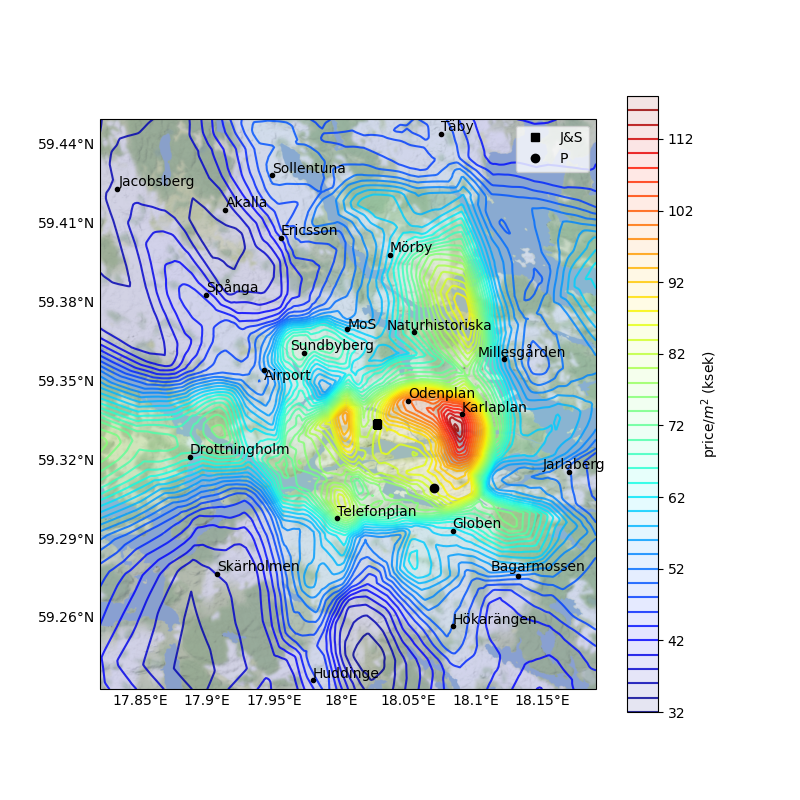 Täby
J&S
P
59.44°N
Sollentuna
Jacobsberg
Akalla
59.41°N
Ericsson
Mörby
59.38°N
Spånga
MoS
Naturhistoriska
Sundbyberg
Millesgården
59.35°N
Airport
Odenplan
Karlaplan
Drottningholm
59.32°N
Jarlaberg
Telefonplan
Globen
59.29°N
Skärholmen
Bagarmossen
59.26°N
Hökarängen
Huddinge
17.85°E 17.9°E 17.95°E 18°E 18.05°E 18.1°E 18.15°E
112
102
92
82
72
62
52
42
32
price/m² (ksek)